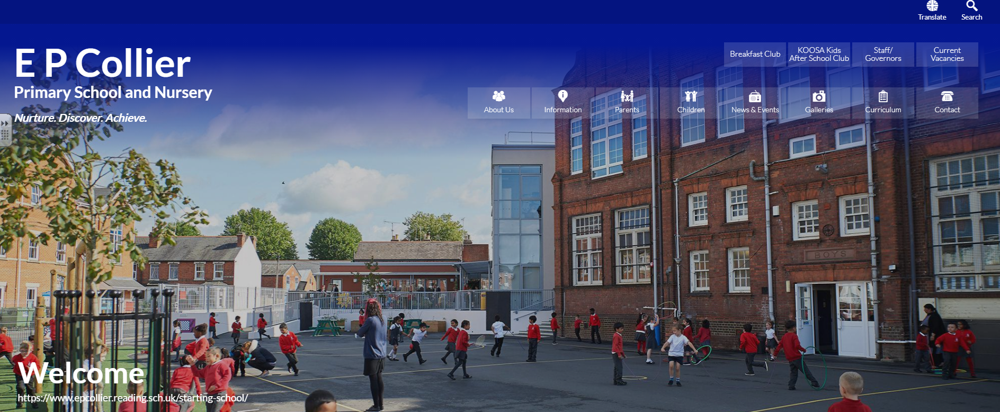 Translate
Search
E P Collier
Primary School and Nursery
Nurture. Discover. Achieve.
Breakfast Club
KOOSA Kids
After School Club
Staff/
Governors
Current
Vacancies
About Us
Information
Parents
Children
News & Events
Galleries
Curriculum
Contact
BOYS
Welcome
https://www.epcollier.reading.sch.uk/starting-school/